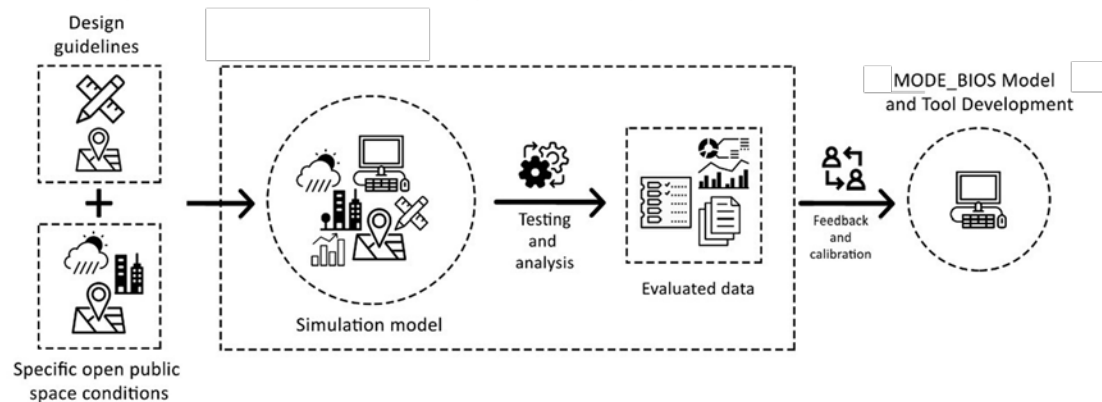 Design
guidelines
+
Specific open public
space conditions
Simulation model
Testing
and
analysis
Evaluated data
Feedback
and
calibration
MODE_BIOS Model
and Tool Development